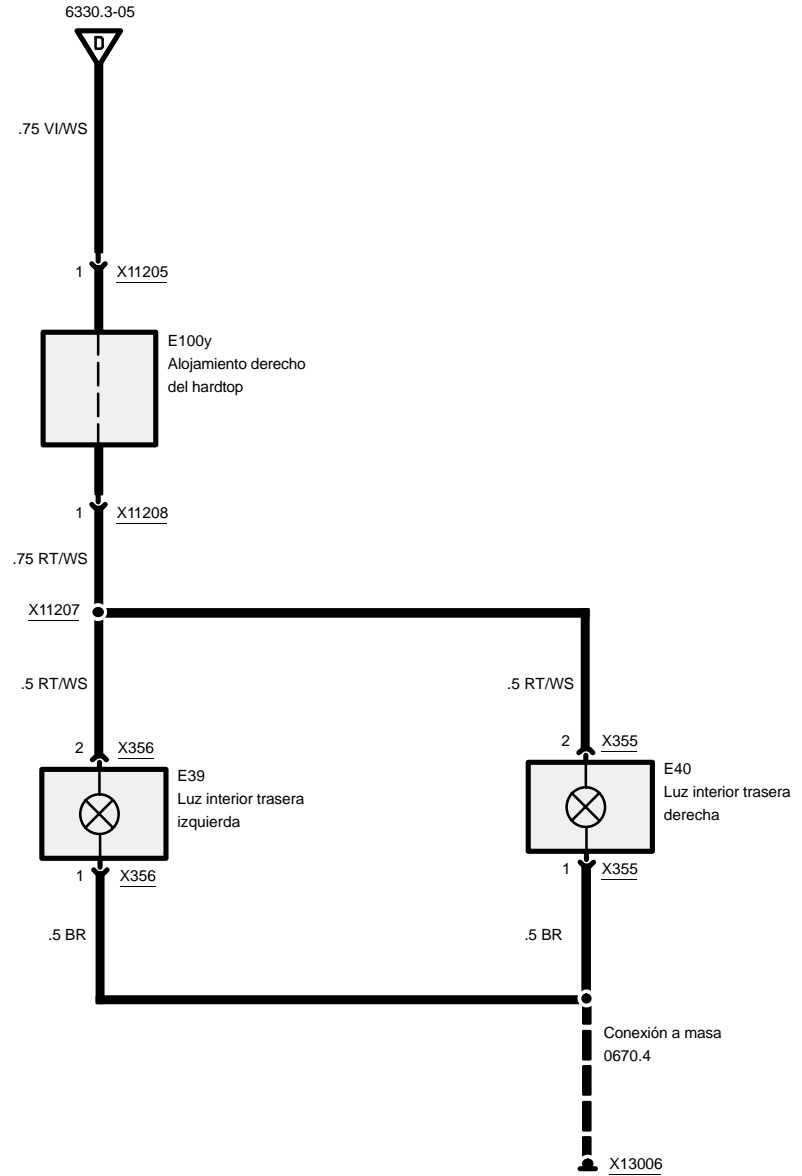 6330.3-05
D
.75 VI/WS
1 X11205
E100y
Alojamiento derecho
del hardtop
1 X11208
.75 RT/WS
X11207
.5 RT/WS
.5 RT/WS
2 X356
2 X355
E39
Luz interior trasera
izquierda
E40
Luz interior trasera
derecha
1 X356
1 X355
.5 BR
.5 BR
Conexión a masa
0670.4
X13006